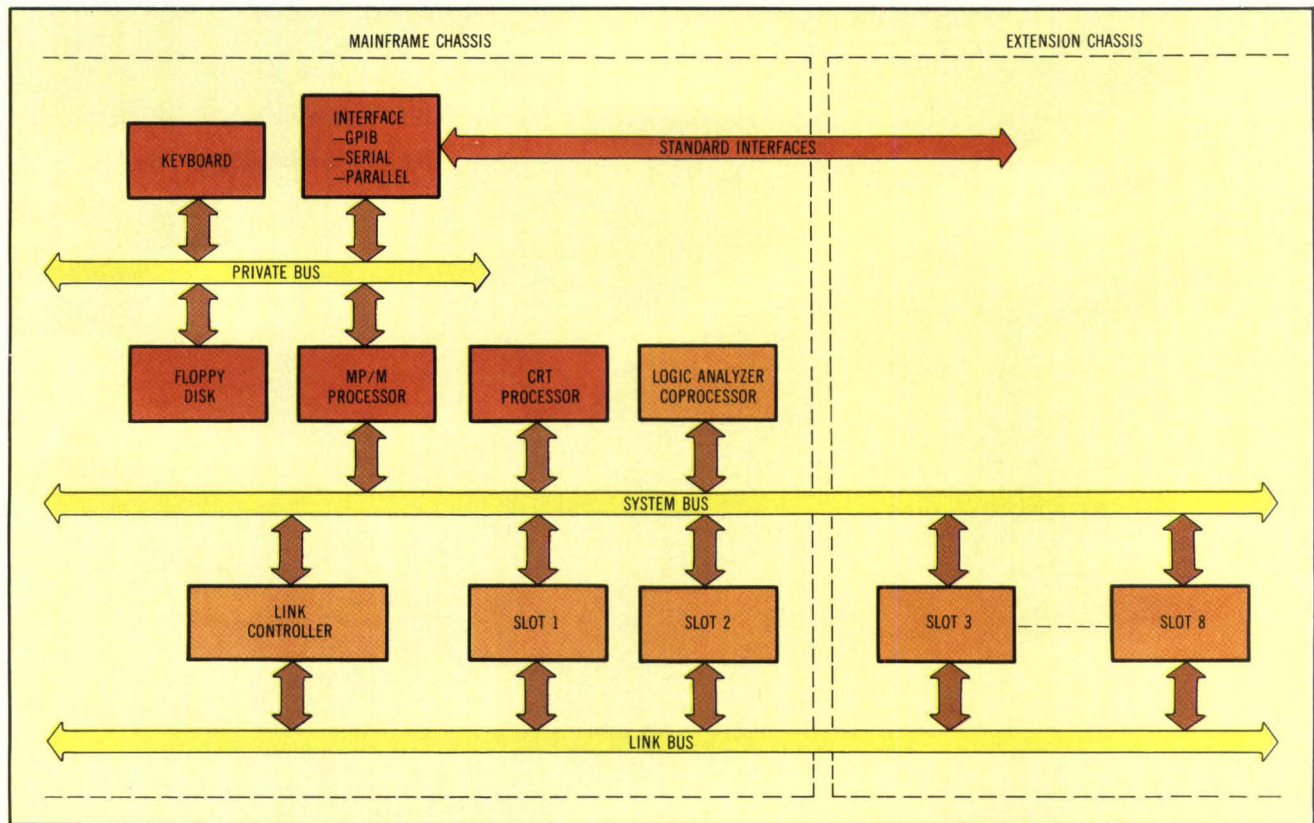 MAINFRAME CHASSIS
EXTENSION CHASSIS
KEYBOARD
INTERFACE
—GPIB
—SERIAL
—PARALLEL
STANDARD INTERFACES
PRIVATE BUS
FLOPPY
DISK
MP/M
PROCESSOR
CRT
PROCESSOR
LOGIC ANALYZER
COPROCESSOR
SYSTEM BUS
LINK
CONTROLLER
SLOT 1
SLOT 2
SLOT 3
SLOT 8
LINK BUS